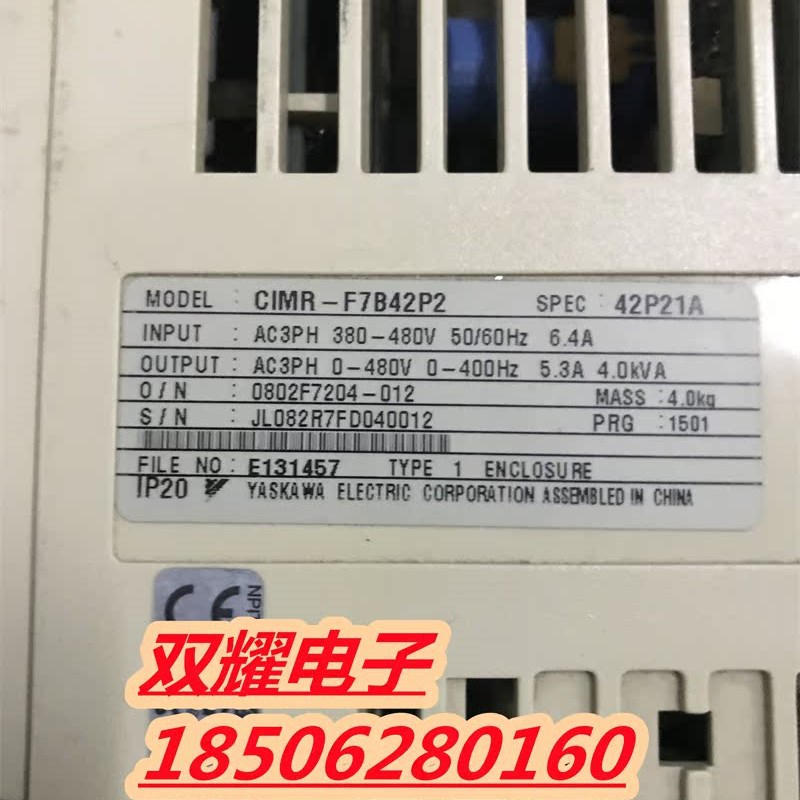 MODEL : CIMR-F7B42P2 SPEC : 42P21A
INPUT : AC3PH 380-480V 50/60Hz 6.4A
OUTPUT : AC3PH 0-480V 0-400Hz 5.3A 4.0kVA
O/N : 0802F7204-012 MASS : 4.0kg
S/N : JL082R7FD040012 PRG : 1501
FILE NO : E131457 TYPE 1 ENCLOSURE
IP20 YASKAWA ELECTRIC CORPORATION ASSEMBLED IN CHINA
CE
双耀电子
18506280160